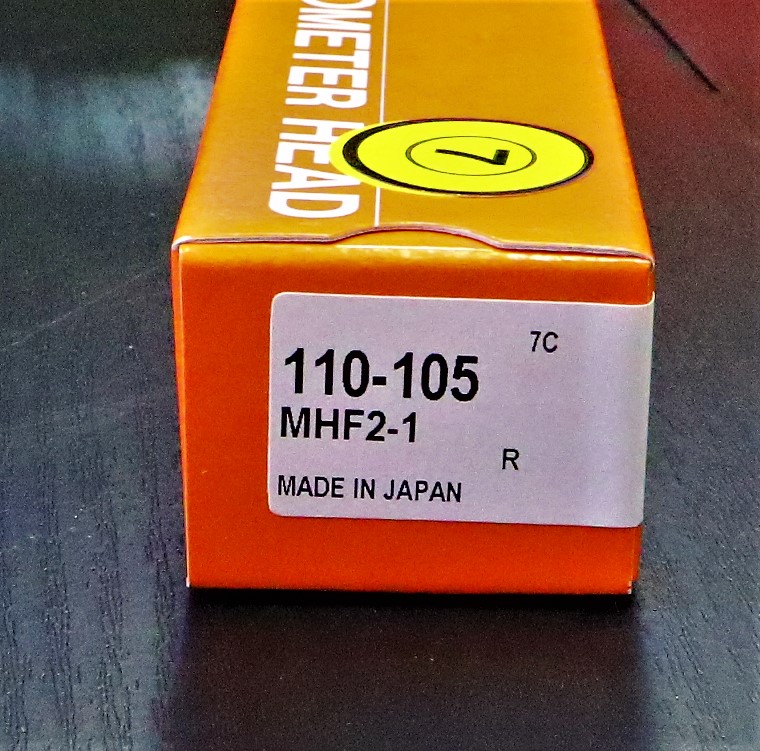 OMETER HEAD
7
7C
110-105
MHF2-1
R
MADE IN JAPAN